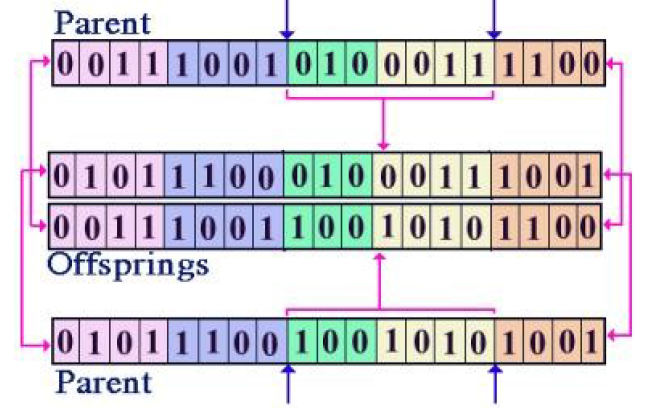 Parent
0 0 1 1 1 0 0 1 0 1 0 0 0 1 1 1 1 0 0
0 1 0 1 1 1 0 0 0 1 0 0 0 1 1 1 0 0 1
0 0 1 1 1 0 0 1 1 0 0 1 0 1 0 1 1 0 0
Offsprings
0 1 0 1 1 1 0 0 1 0 0 1 0 1 0 1 0 0 1
Parent